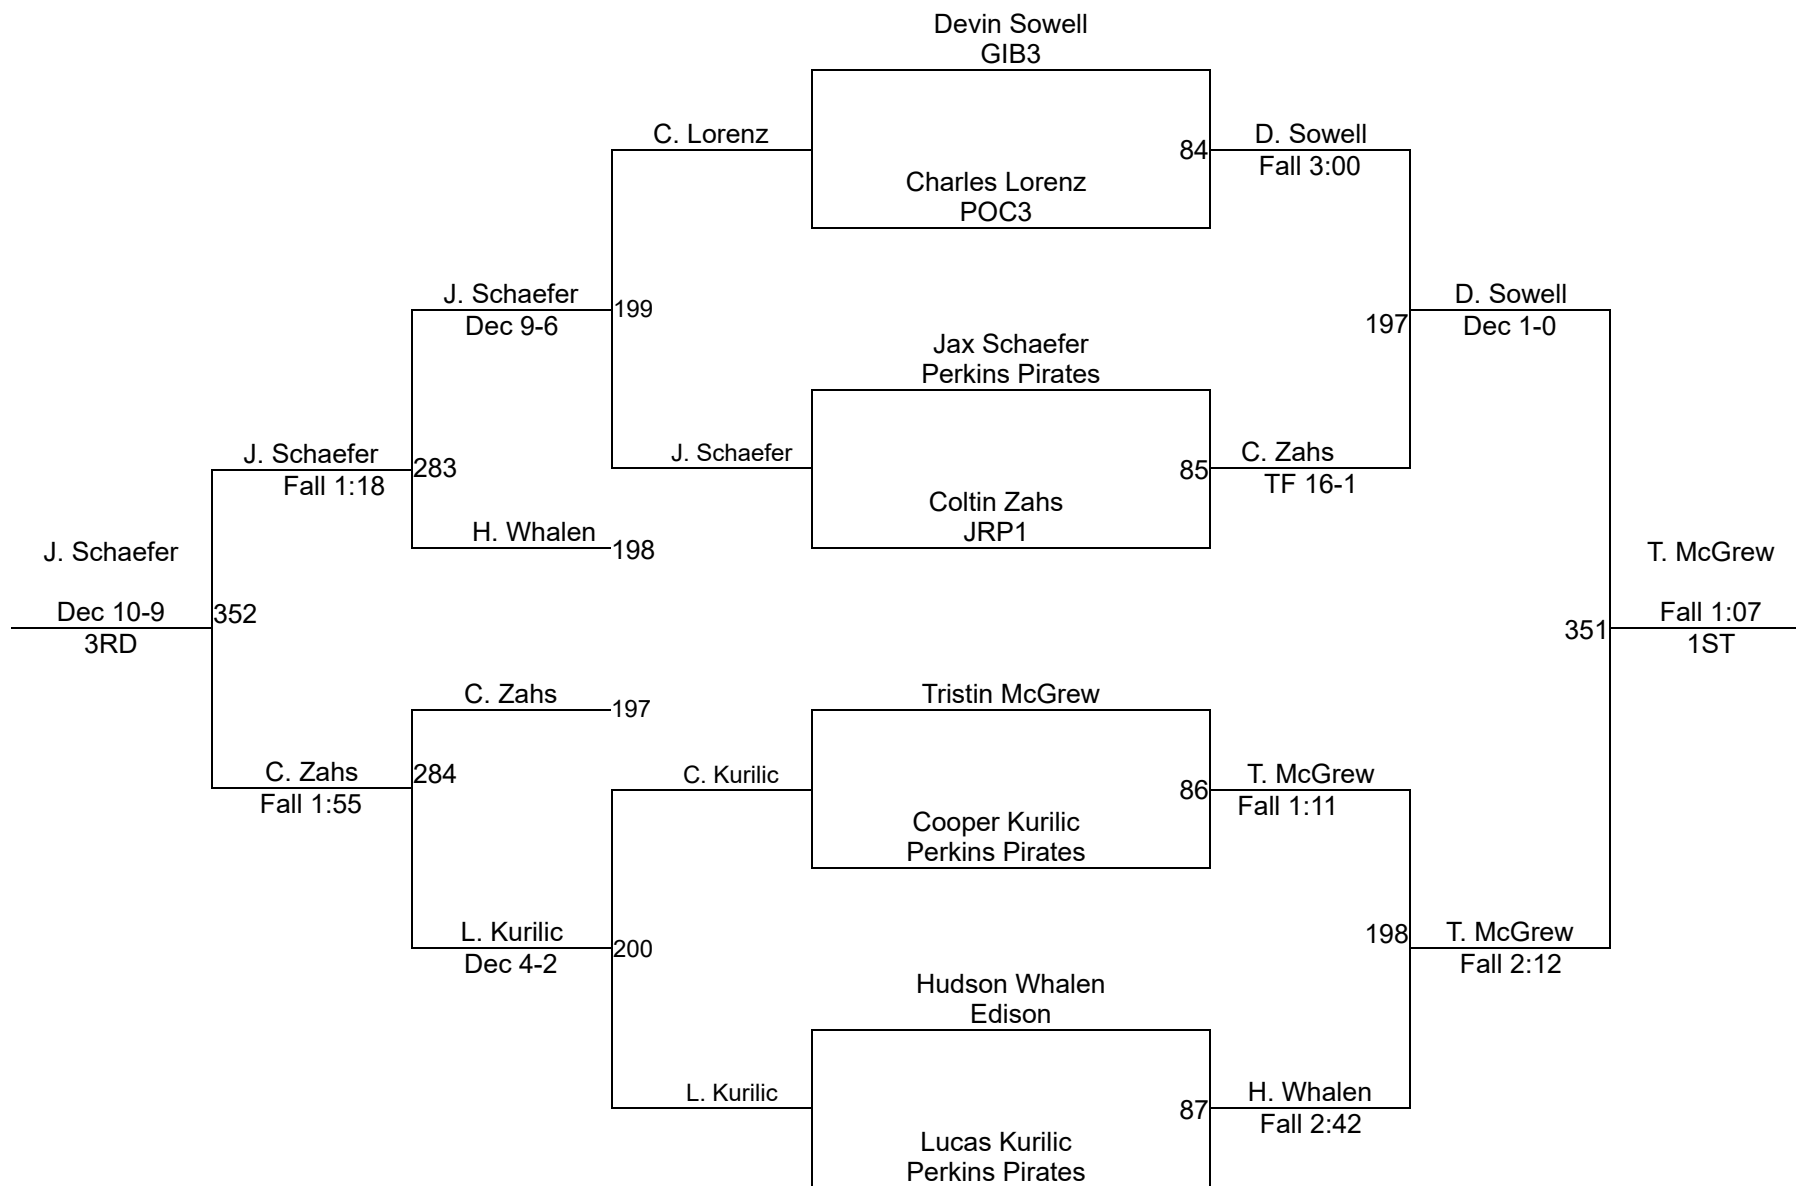 Devin Sowell
GIB3
C. Lorenz
84
D. Sowell
Fall 3:00
Charles Lorenz
POC3
J. Schaefer
Dec 9-6
199
197
D. Sowell
Dec 1-0
Jax Schaefer
Perkins Pirates
J. Schaefer
Fall 1:18
283
J. Schaefer
85
C. Zahs
TF 16-1
Coltin Zahs
JRP1
H. Whalen
198
J. Schaefer
T. McGrew
Dec 10-9
3RD
352
351
Fall 1:07
1ST
C. Zahs
197
Tristin McGrew
C. Zahs
Fall 1:55
284
C. Kurilic
86
T. McGrew
Fall 1:11
Cooper Kurilic
Perkins Pirates
L. Kurilic
Dec 4-2
200
198
T. McGrew
Fall 2:12
Hudson Whalen
Edison
L. Kurilic
87
H. Whalen
Fall 2:42
Lucas Kurilic
Perkins Pirates